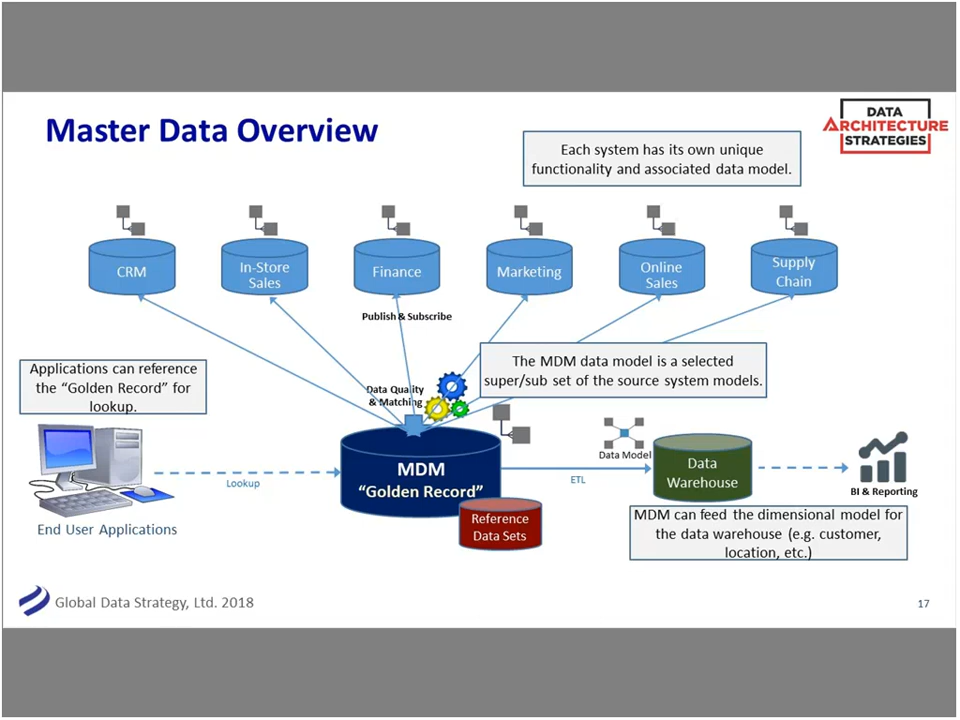 Master Data Overview
DATA
ARCHITECTURE
STRATEGIES
Each system has its own unique
functionality and associated data model.
CRM
In-Store
Sales
Finance
Marketing
Online
Sales
Supply
Chain
Publish & Subscribe
Applications can reference
the “Golden Record” for
lookup.
The MDM data model is a selected
super/sub set of the source system models.
Data Quality
& Matching
MDM
“Golden Record”
Reference
Data Sets
Lookup
End User Applications
ETL
Data Model
Data
Warehouse
BI & Reporting
MDM can feed the dimensional model for
the data warehouse (e.g. customer,
location, etc.)
Global Data Strategy, Ltd. 2018
17